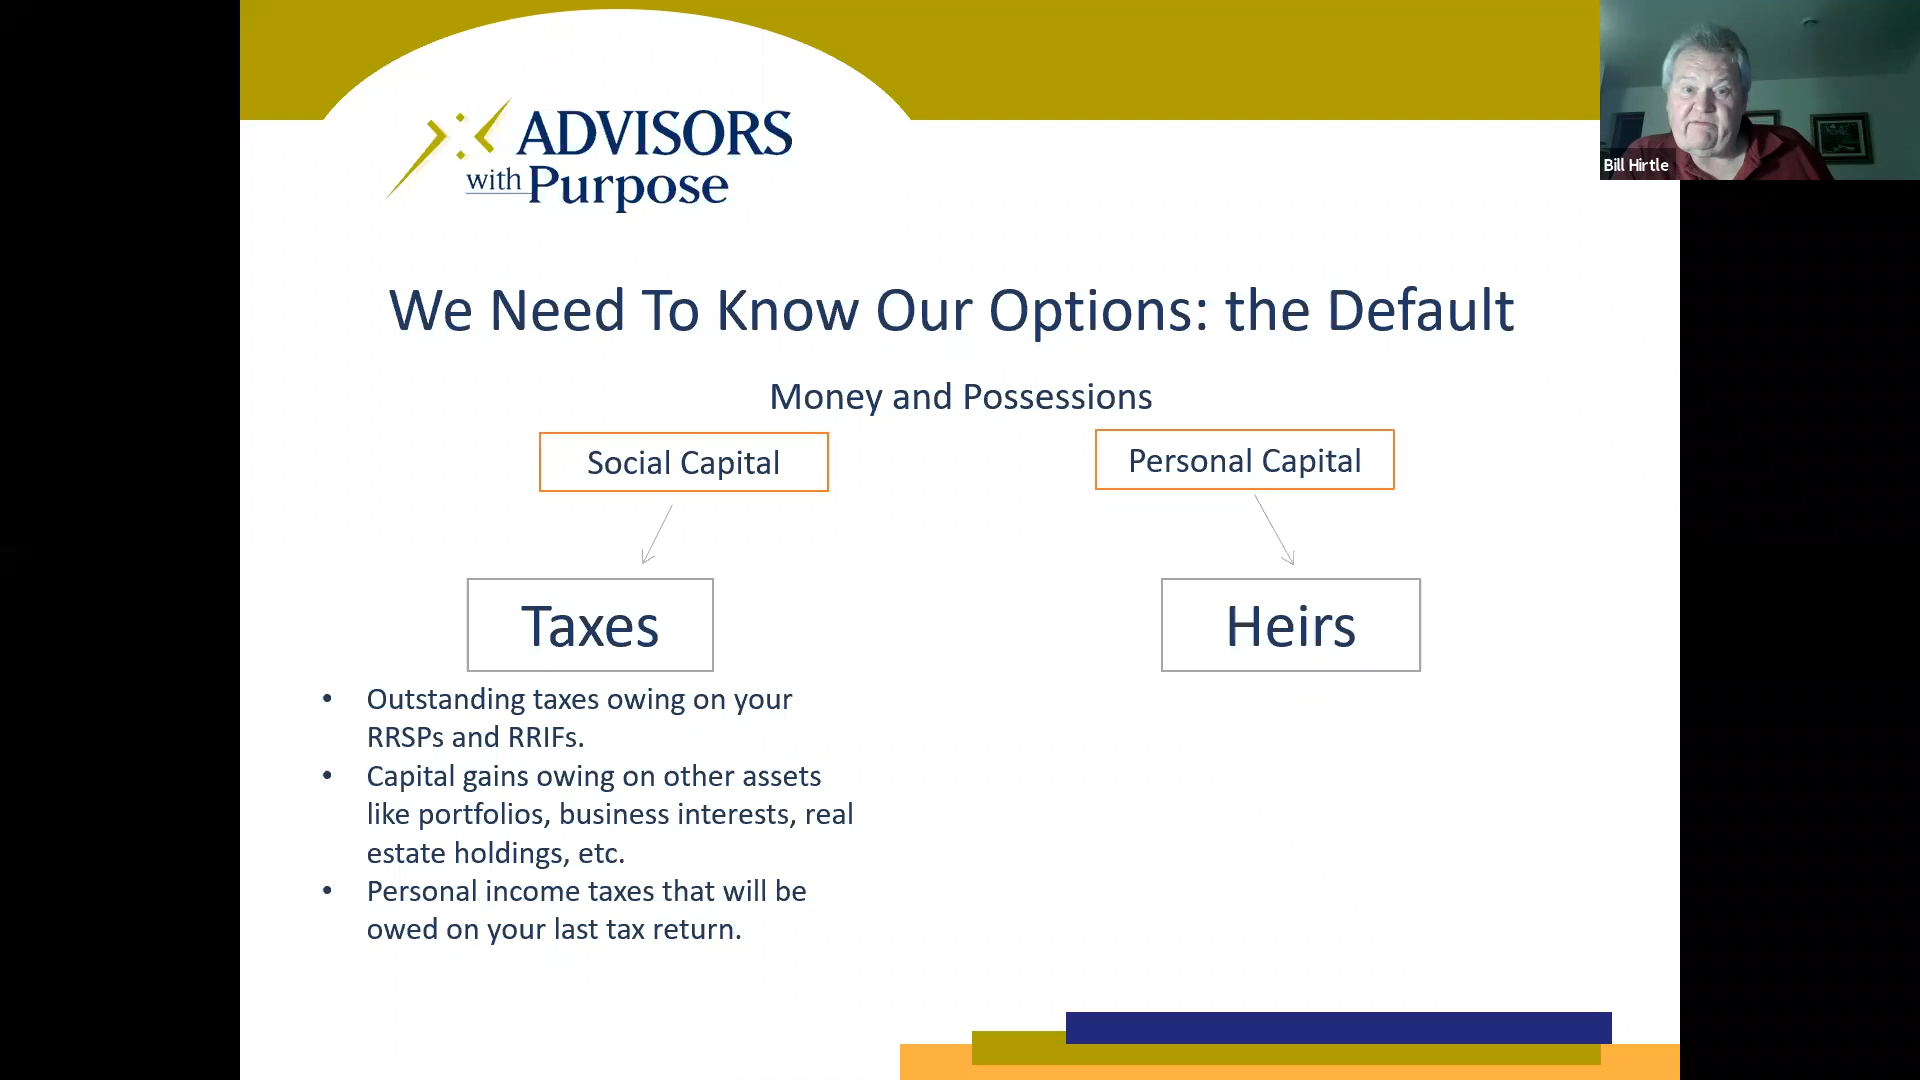 ADVISORS
with Purpose
Bill Hirtle
We Need To Know Our Options: the Default
Money and Possessions
Social Capital
Personal Capital
Taxes
Heirs
• Outstanding taxes owing on your
RRSPs and RRIFs.
• Capital gains owing on other assets
like portfolios, business interests, real
estate holdings, etc.
• Personal income taxes that will be
owed on your last tax return.